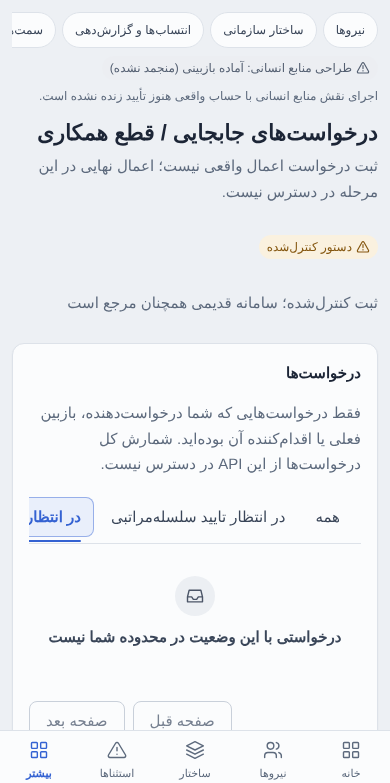 نیروها
ساختار سازمانی
انتساب‌ها و گزارش‌دهی
طراحی منابع انسانی: آماده بازبینی (منجمد نشده)
اجرای نقش منابع انسانی با حساب واقعی هنوز تأیید زنده نشده است.
درخواست‌های جابجایی / قطع همکاری
ثبت درخواست اعمال واقعی نیست؛ اعمال نهایی در این
مرحله در دسترس نیست.
دستور کنترل‌شده
ثبت کنترل‌شده؛ سامانه قدیمی همچنان مرجع است
درخواست‌ها
فقط درخواست‌هایی که شما درخواست‌دهنده، بازبین
فعلی یا اقدام‌کننده آن بوده‌اید. شمارش کل
درخواست‌ها از این API در دسترس نیست.
همه
در انتظار تایید سلسله‌مراتبی
در انتظار
درخواستی با این وضعیت در محدوده شما نیست
صفحه قبل
صفحه بعد
خانه
نیروها
ساختار
استثناها
بیشتر